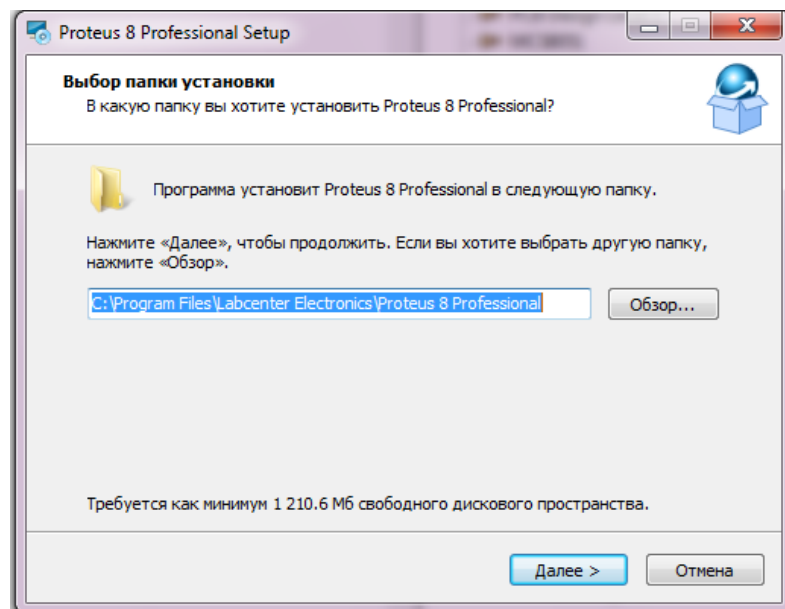 Proteus 8 Professional Setup
Выбор папки установки
В какую папку вы хотите установить Proteus 8 Professional?
Программа установит Proteus 8 Professional в следующую папку.
Нажмите «Далее», чтобы продолжить. Если вы хотите выбрать другую папку,
нажмите «Обзор».
C:\Program Files\Labcenter Electronics\Proteus 8 Professional
Обзор...
Требуется как минимум 1 210.6 Мб свободного дискового пространства.
Далее >
Отмена